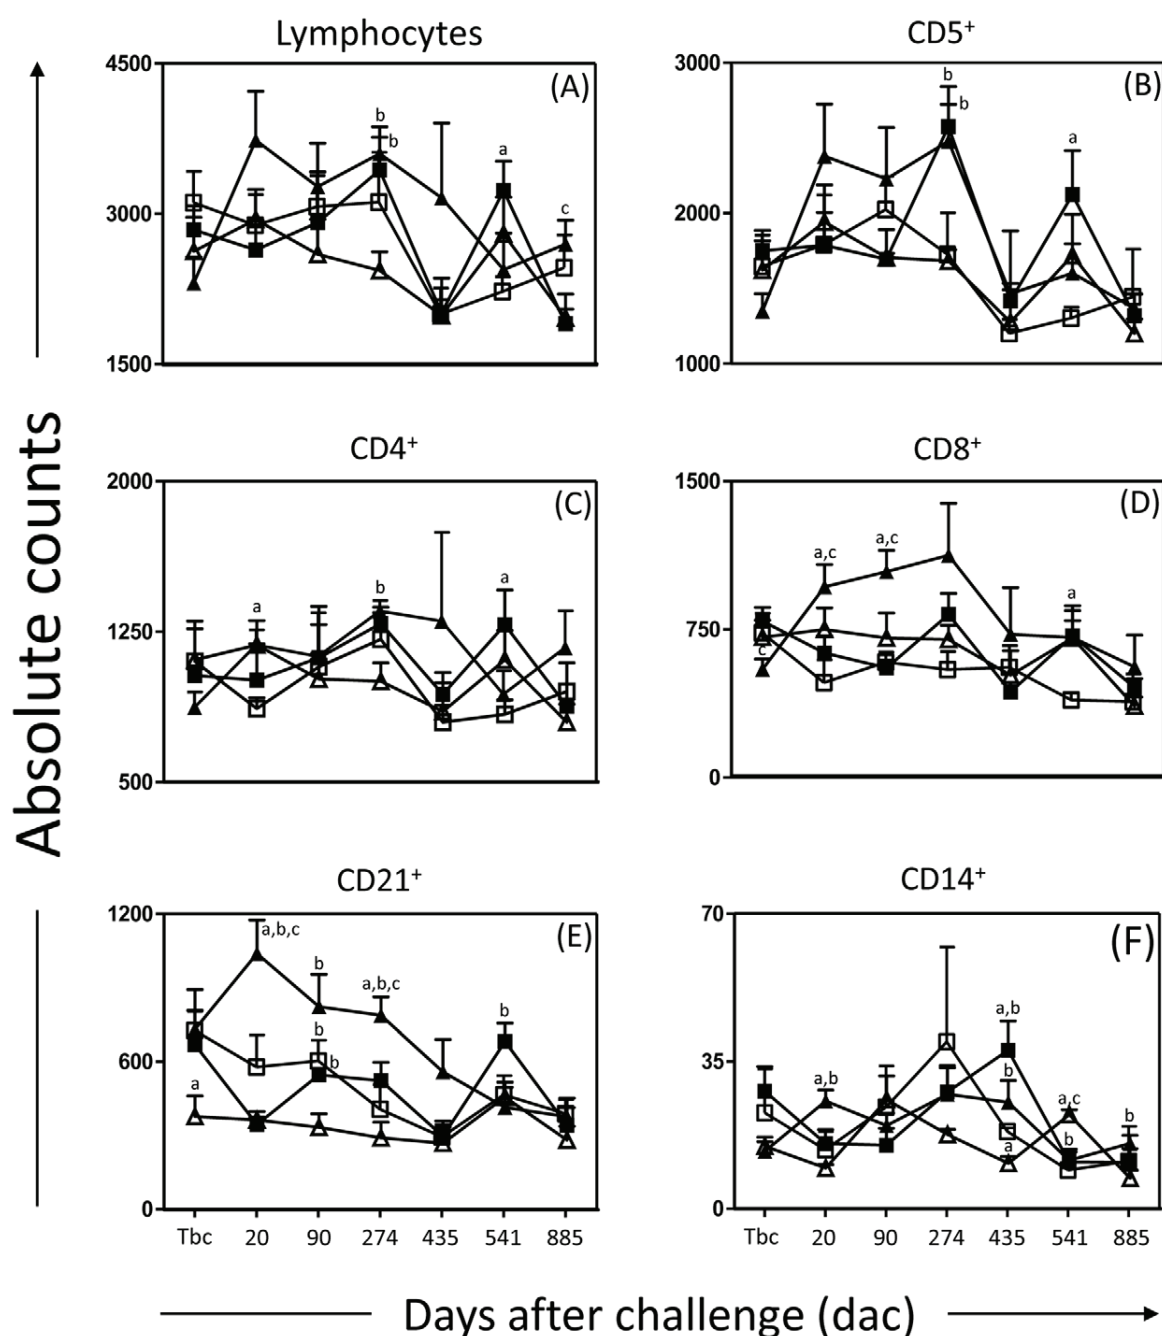 Absolute counts
Lymphocytes
(A)
4500
3000
1500
b
b
a
c
CD5+
(B)
3000
2000
1000
b
b
a
CD4+
(C)
2000
1250
500
a
b
a
CD8+
(D)
1500
750
0
c
a,c
a,c
a
CD21+
(E)
1200
600
0
a
a,b,c
b
b
b
a,b,c
b
Tbc 20 90 274 435 541 885
CD14+
(F)
70
35
0
a,b
a,b
b
a
a,c
b
b
Tbc 20 90 274 435 541 885
Days after challenge (dac)